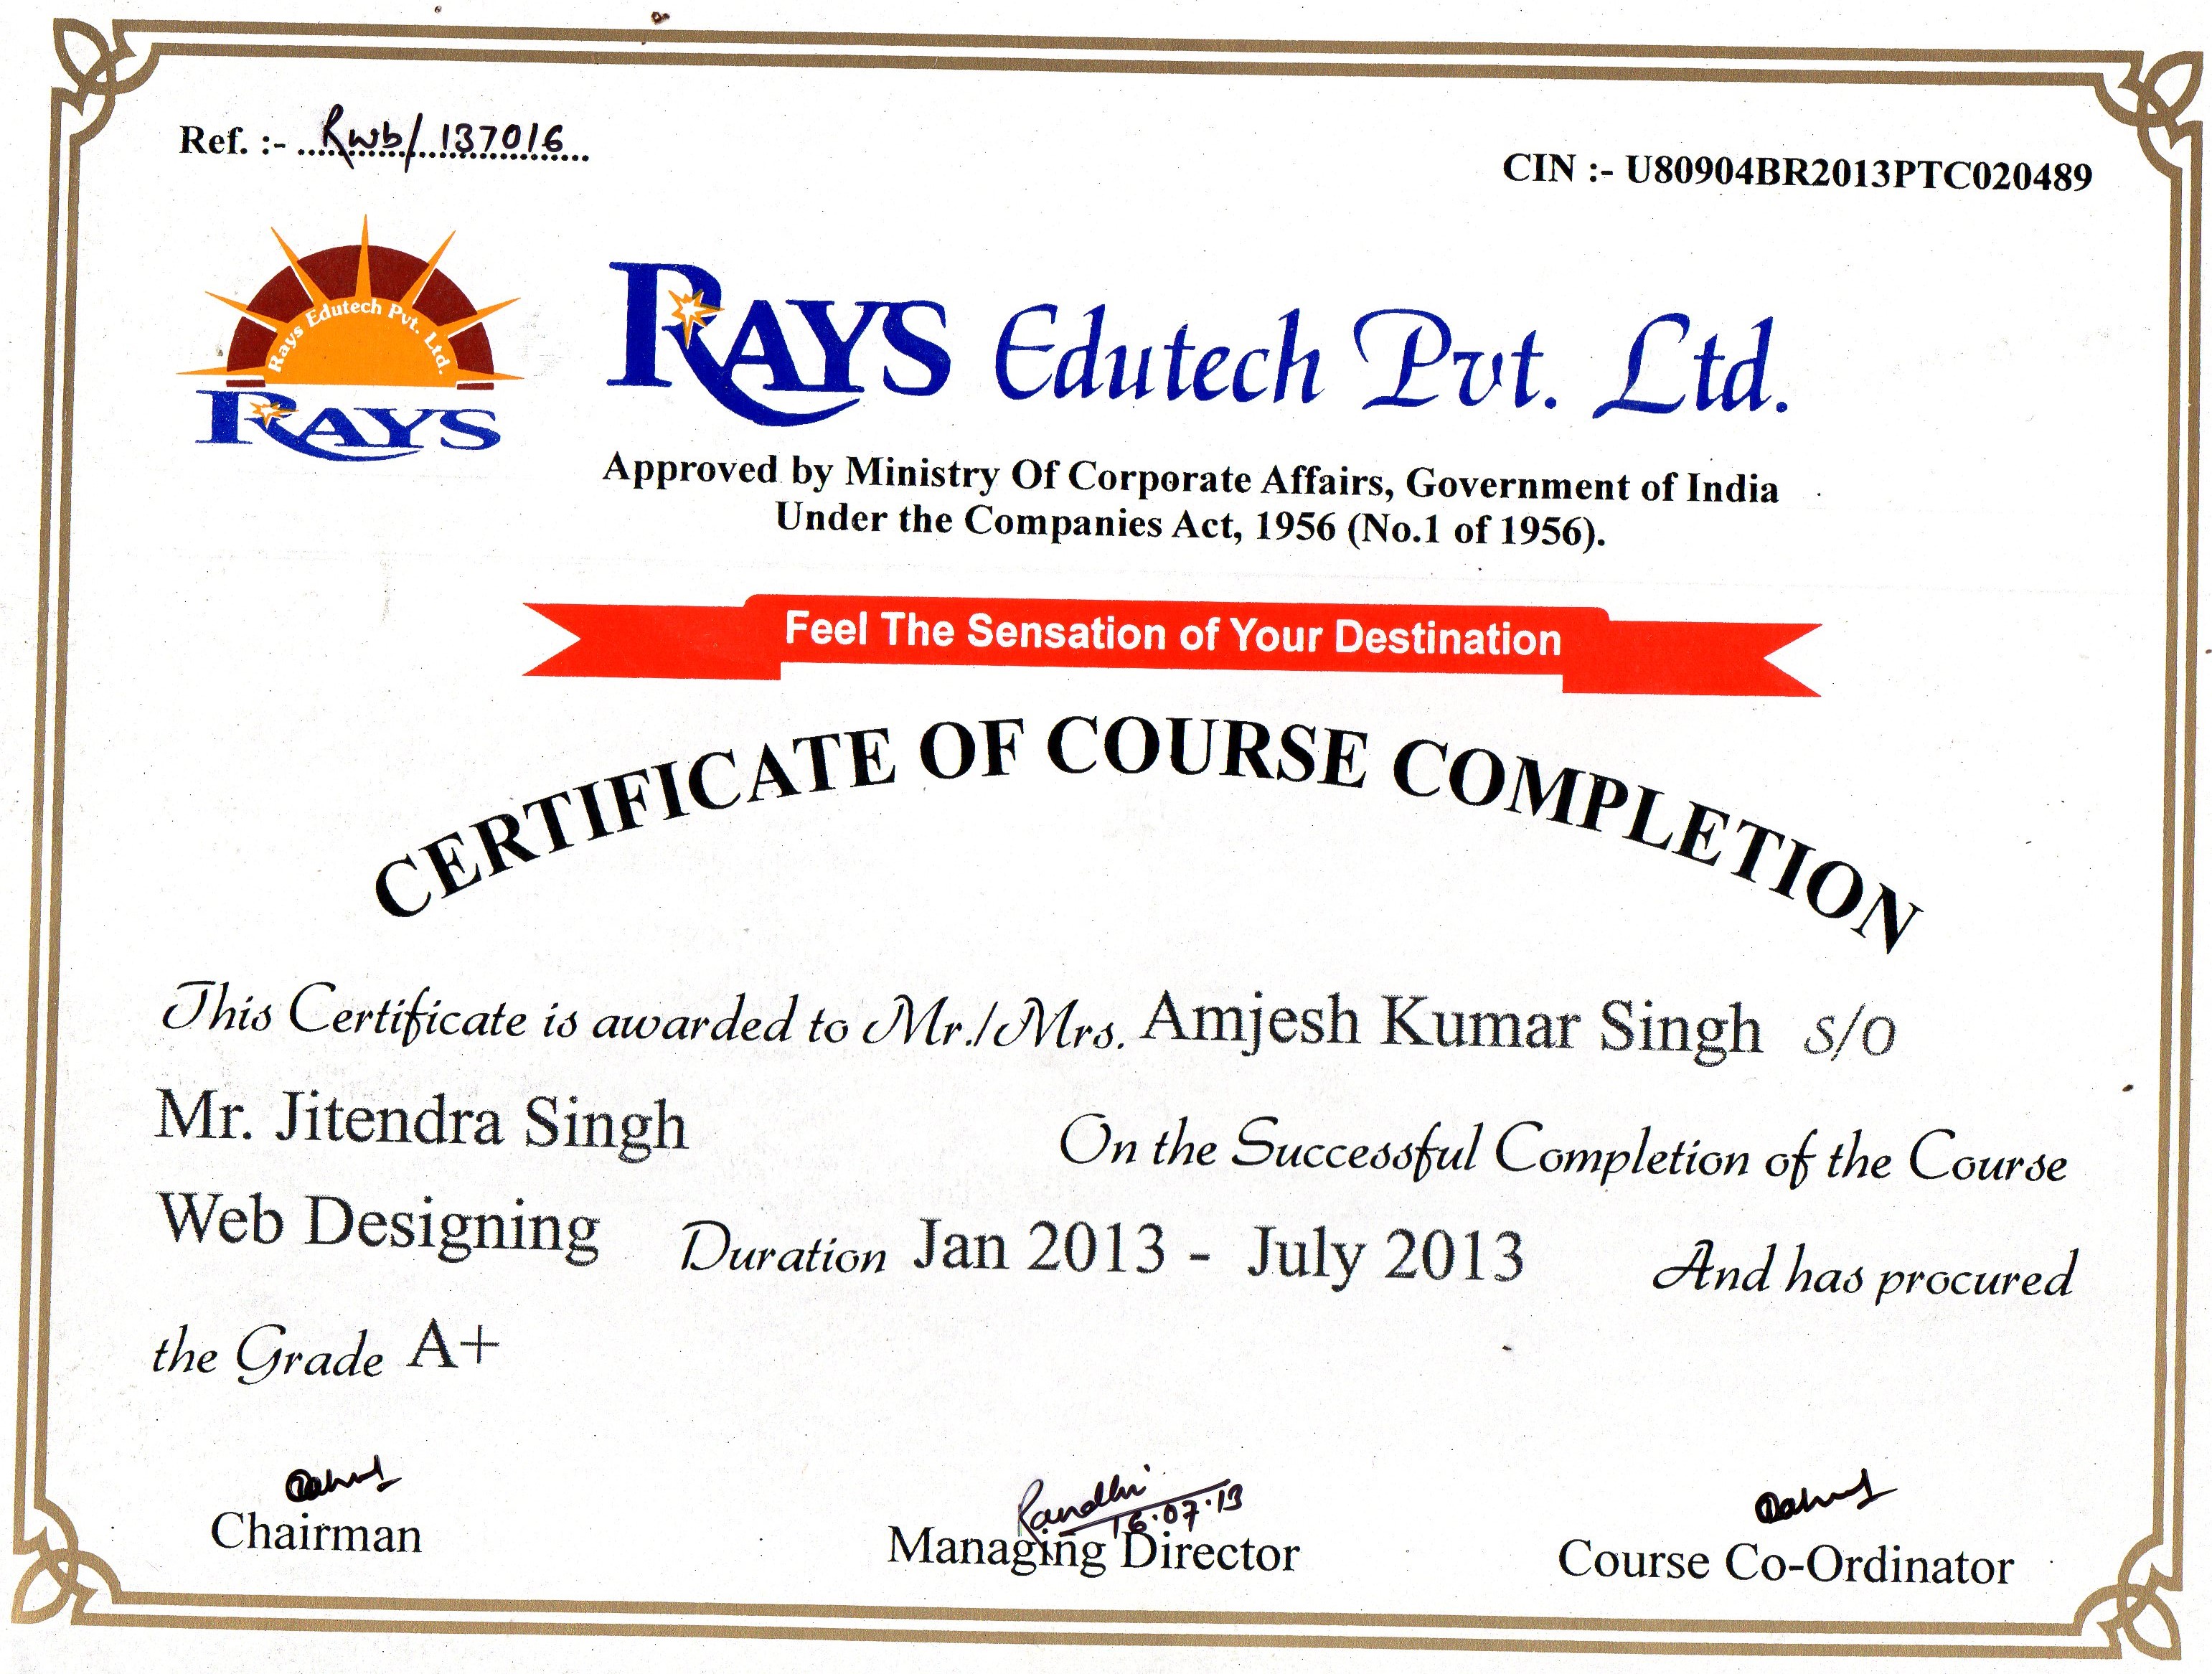 Ref. :- Rwb/137016
CIN :- U80904BR2013PTC020489
Rays Edutech Pvt. Ltd.
RAYS
RAYS Edutech Pvt. Ltd.
Approved by Ministry Of Corporate Affairs, Government of India
Under the Companies Act, 1956 (No.1 of 1956).
Feel The Sensation of Your Destination
CERTIFICATE OF COURSE COMPLETION
This Certificate is awarded to Mr./Mrs. Amjesh Kumar Singh S/O
Mr. Jitendra Singh On the Successful Completion of the Course
Web Designing Duration Jan 2013 - July 2013 And has procured
the Grade A+
16.07.13
Chairman Managing Director Course Co-Ordinator